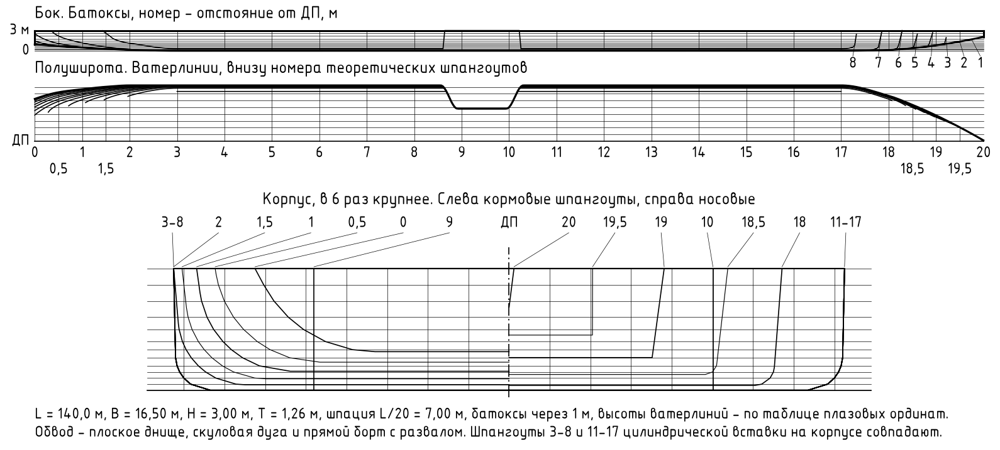 Бок. Батоксы, номер – отстояние от ДП, м
3 м
0
8 7 6 5 4 3 2 1
Полуширота. Ватерлинии, внизу номера теоретических шпангоутов
ДП
0 1 2 3 4 5 6 7 8 9 10 11 12 13 14 15 16 17 18 19 20
0,5 1,5 18,5 19,5
Корпус, в 6 раз крупнее. Слева кормовые шпангоуты, справа носовые
3–8 2 1,5 1 0,5 0 9 ДП 20 19,5 19 10 18,5 18 11–17
L = 140,0 м, B = 16,50 м, H = 3,00 м, T = 1,26 м, шпация L/20 = 7,00 м, батоксы через 1 м, высоты ватерлиний – по таблице плазовых ординат.
Обвод – плоское днище, скуловая дуга и прямой борт с развалом. Шпангоуты 3–8 и 11–17 цилиндрической вставки на корпусе совпадают.